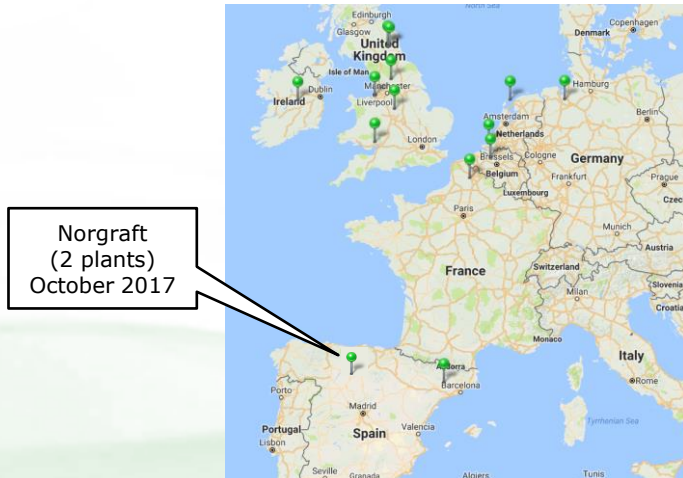 North Sea
Edinburgh
Glasgow
United
Kingdom
Isle of Man
Dublin
Ireland
Manchester
Liverpool
London
Copenhagen
Denmark
Hamburg
Amsterdam
Netherlands
Berlin
Brussels
Cologne
Belgium
Germany
Frankfurt
Prague
Luxembourg
Paris
Munich
Austria
Norgraft
(2 plants)
October 2017
France
Switzerland
Slovenia
Milan
Croatia
Monaco
Italy
Andorra
Rome
Barcelona
Porto
Madrid
Tyrrhenian Sea
Portugal
Spain
Valencia
Lisbon
Seville
Granada
Algiers
Tunis